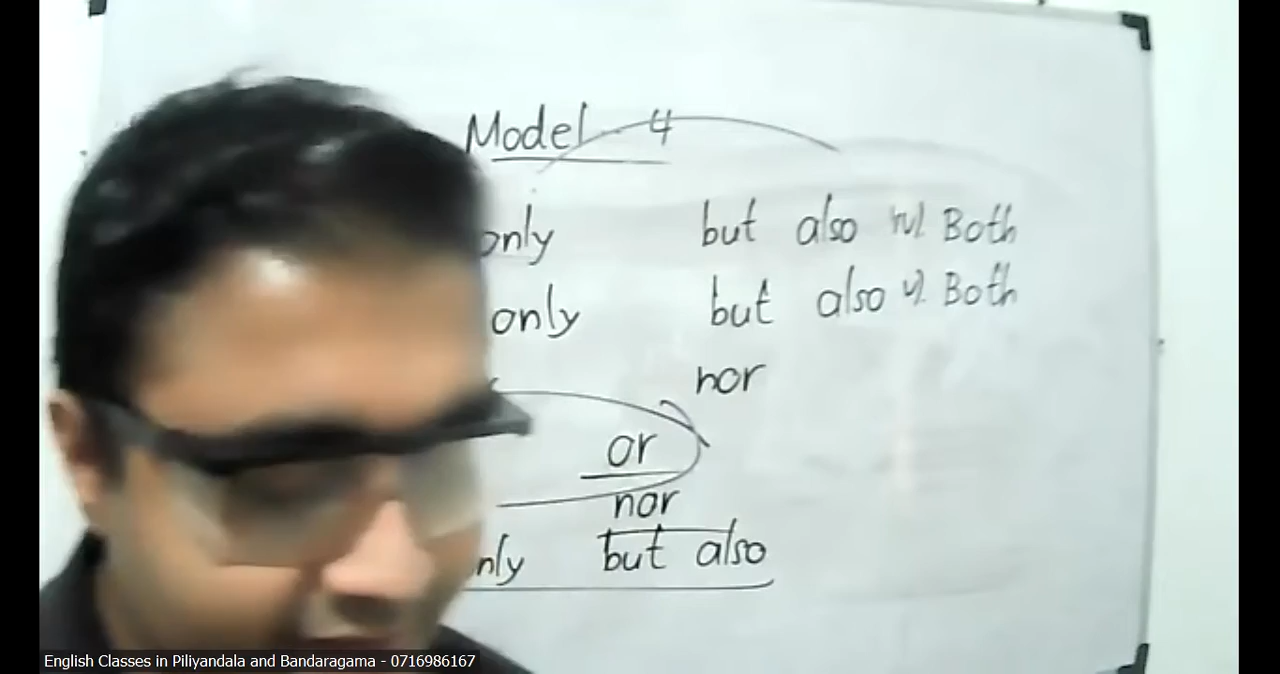 Model 4
only but also Both
only but also Both
nor
or
nor
but also
English Classes in Piliyandala and Bandaragama - 0716986167